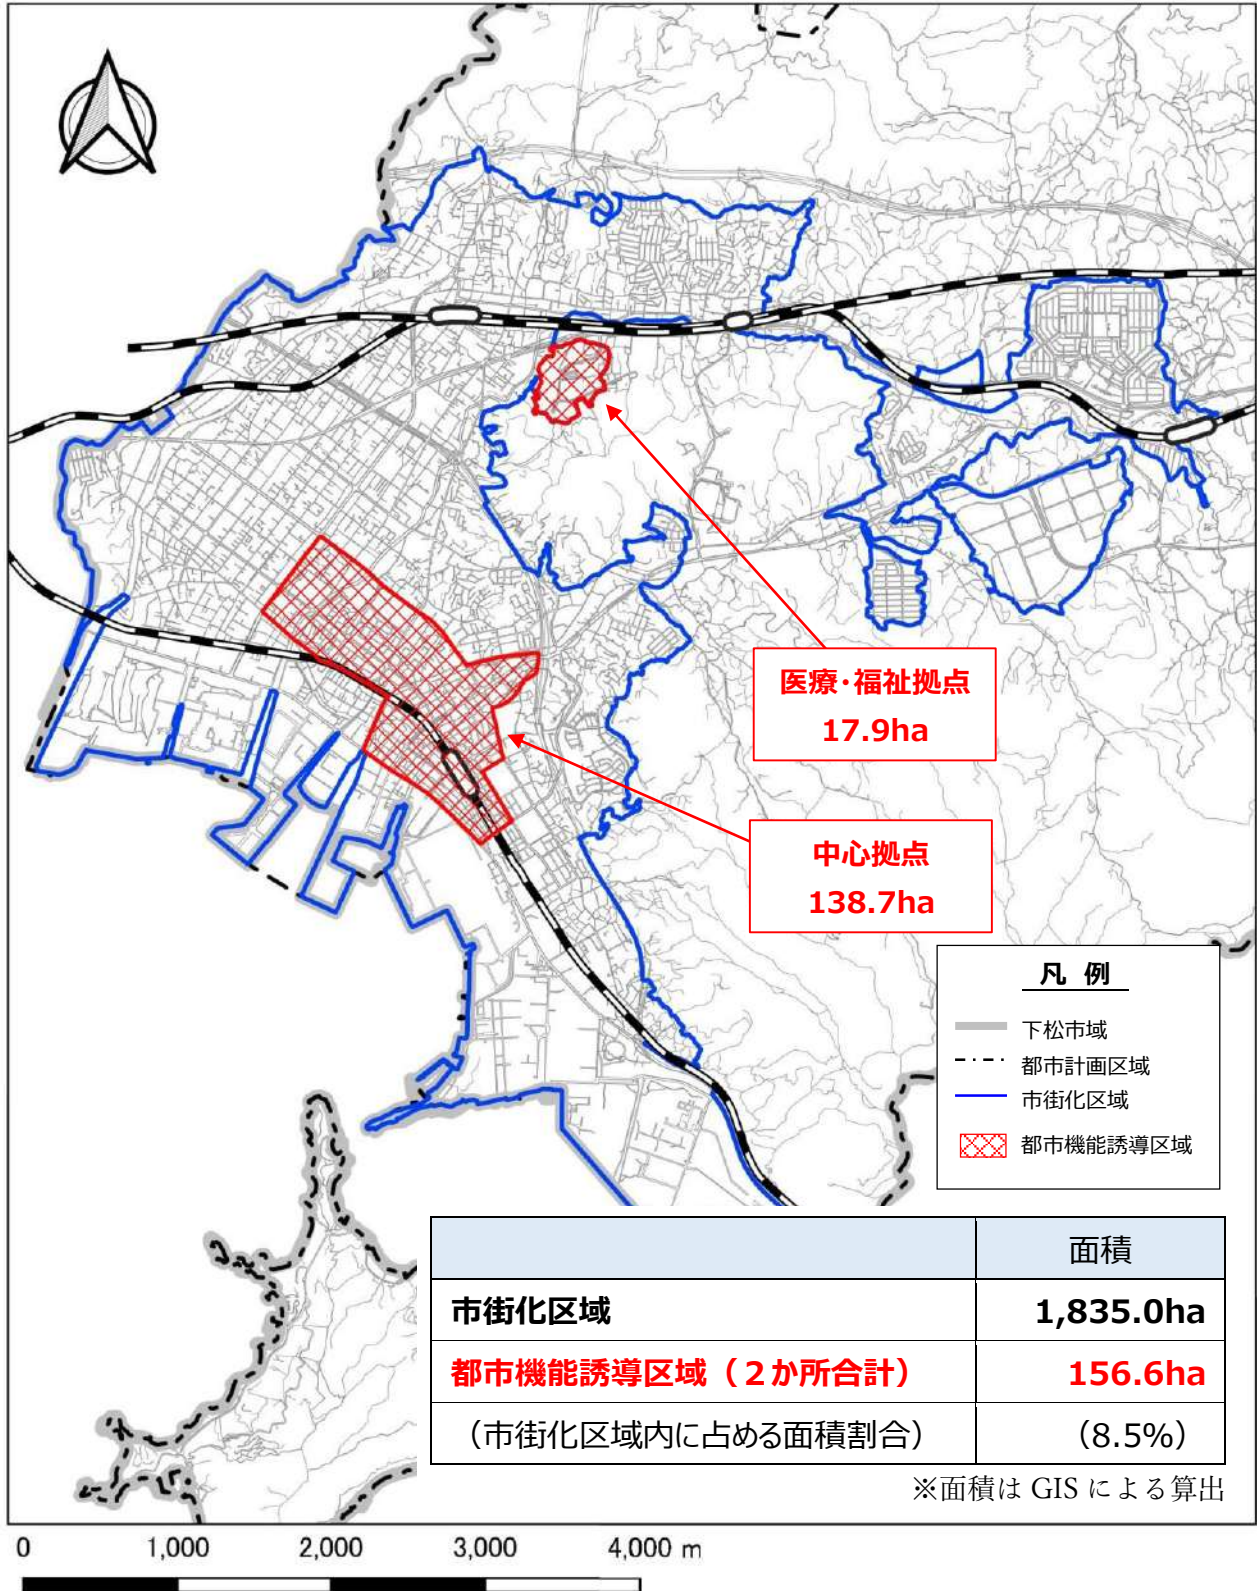 医療・福祉拠点
17.9ha
中心拠点
138.7ha
凡 例
下松市域
都市計画区域
市街化区域
都市機能誘導区域
面積
市街化区域 1,835.0ha
都市機能誘導区域（２か所合計） 156.6ha
（市街化区域内に占める面積割合） （8.5%）
※面積は GIS による算出
0 1,000 2,000 3,000 4,000 m